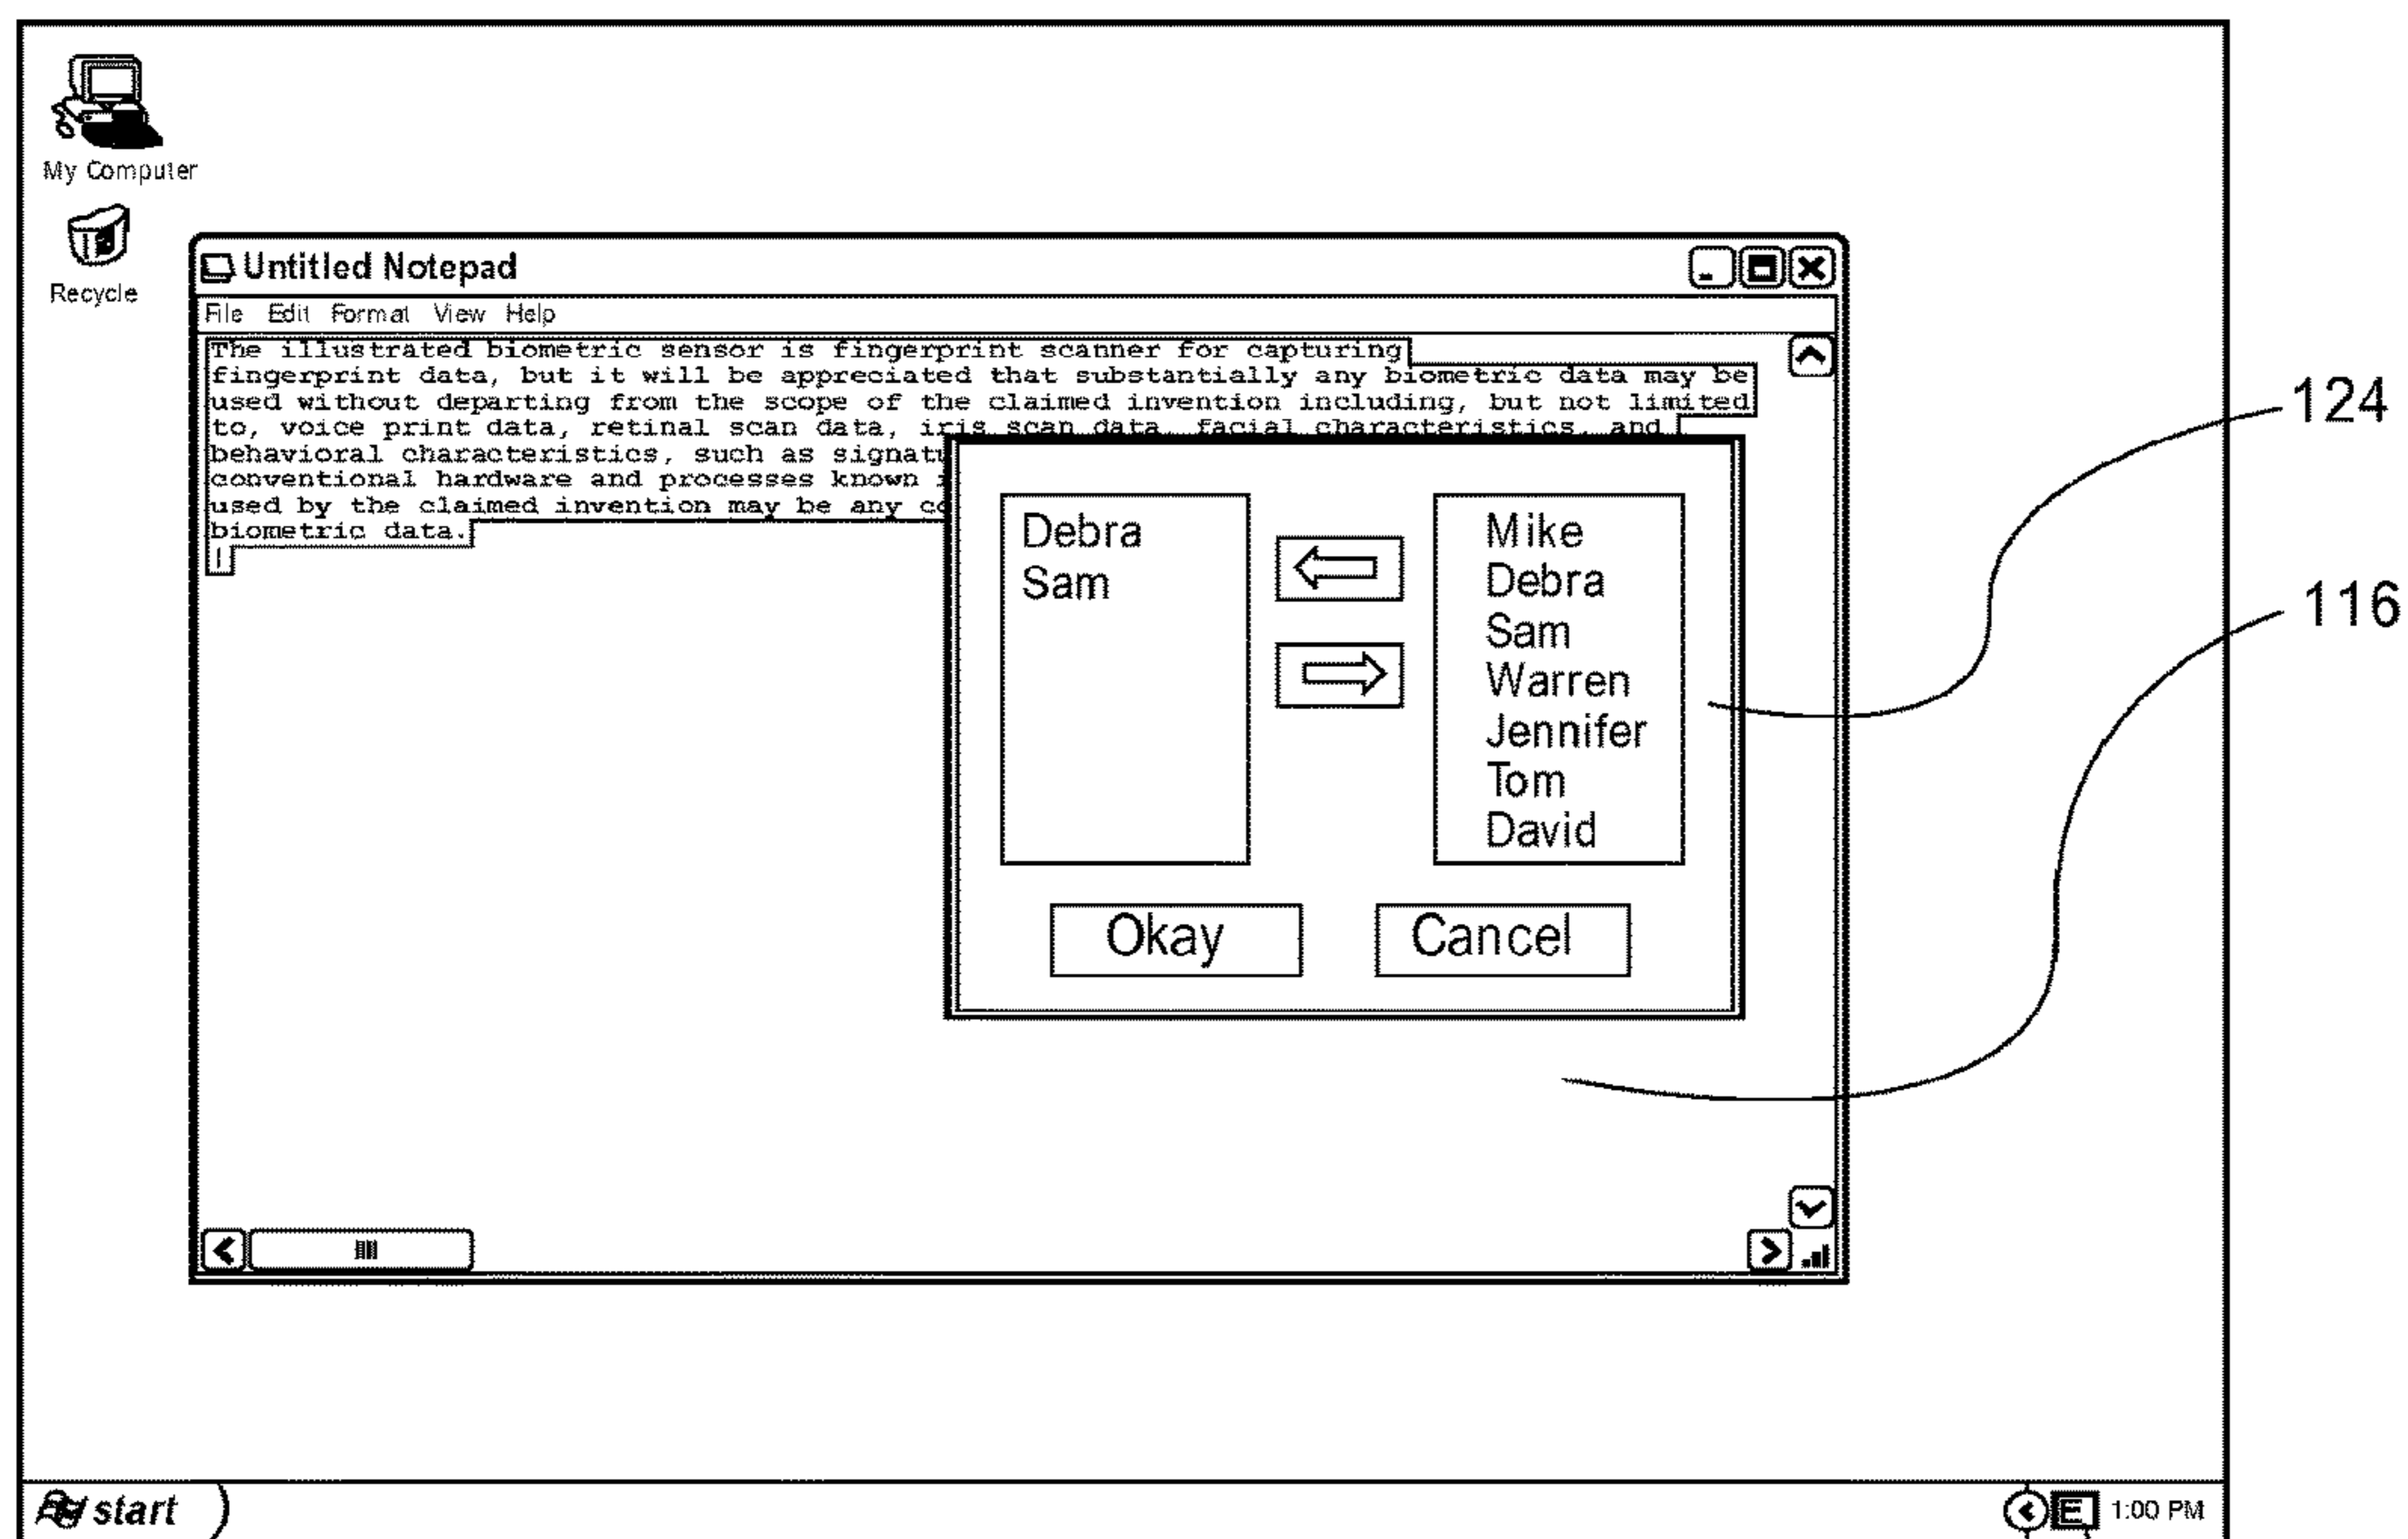 My Computer
Recycle
Untitled Notepad
File Edit Format View Help
The illustrated biometric sensor is fingerprint scanner for capturing
fingerprint data, but it will be appreciated that substantially any biometric data may be
used without departing from the scope of the claimed invention including, but not limited
to, voice print data, retinal scan data, iris scan data facial characteristics, and
behavioral characteristics, such as
conventional hardware and processes known
used by the claimed invention may be any
biometric data.
Debra
Sam
Mike
Debra
Sam
Warren
Jennifer
Tom
David
Okay
Cancel
124
116
start
E
1:00 PM